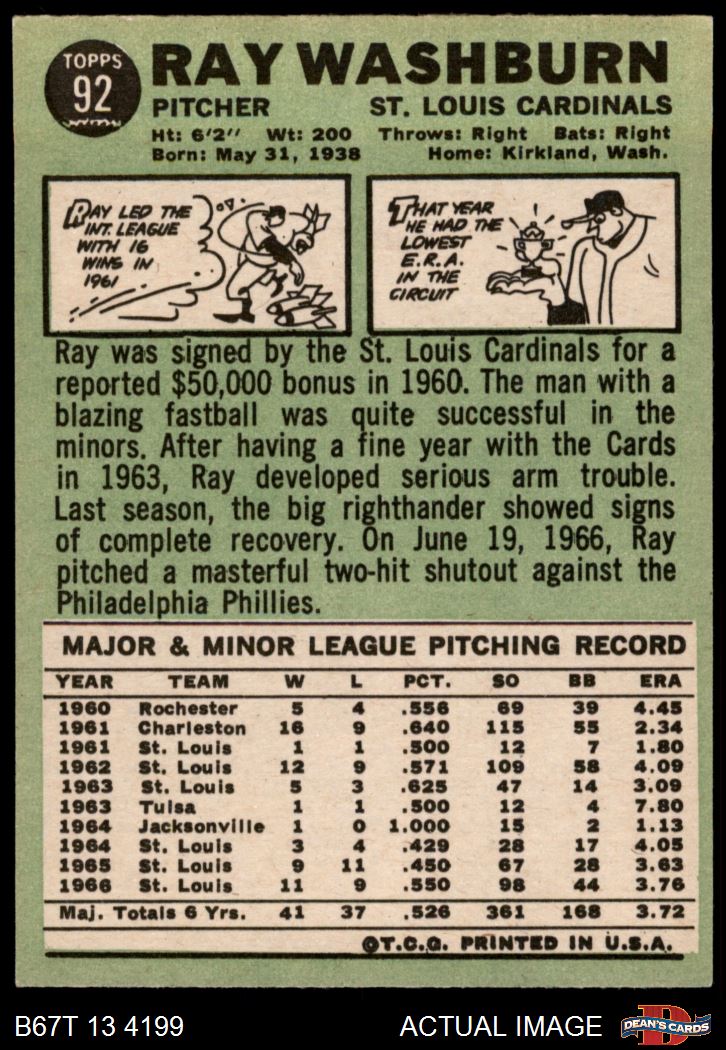 TOPPS
92
RAY WASHBURN
PITCHER ST. LOUIS CARDINALS
Ht: 6'2'' Wt: 200 Throws: Right Bats: Right
Born: May 31, 1938 Home: Kirkland, Wash.
RAY LED THE
INT. LEAGUE
WITH 16
WINS IN
1961
THAT YEAR
HE HAD THE
LOWEST
E.R.A.
IN THE
CIRCUIT
Ray was signed by the St. Louis Cardinals for a
reported $50,000 bonus in 1960. The man with a
blazing fastball was quite successful in the
minors. After having a fine year with the Cards
in 1963, Ray developed serious arm trouble.
Last season, the big righthander showed signs
of complete recovery. On June 19, 1966, Ray
pitched a masterful two-hit shutout against the
Philadelphia Phillies.
MAJOR & MINOR LEAGUE PITCHING RECORD
YEAR TEAM W L PCT. SO BB ERA
1960 Rochester 5 4 .556 69 39 4.45
1961 Charleston 16 9 .640 115 55 2.34
1961 St. Louis 1 1 .500 12 7 1.80
1962 St. Louis 12 9 .571 109 58 4.09
1963 St. Louis 5 3 .625 47 14 3.09
1963 Tulsa 1 1 .500 12 4 7.80
1964 Jacksonville 1 0 1.000 15 2 1.13
1964 St. Louis 3 4 .429 28 17 4.05
1965 St. Louis 9 11 .450 67 28 3.63
1966 St. Louis 11 9 .550 98 44 3.76
Maj. Totals 6 Yrs. 41 37 .526 361 168 3.72
©T.C.G. PRINTED IN U.S.A.
B67T 13 4199 ACTUAL IMAGE
D
DEAN'S CARDS